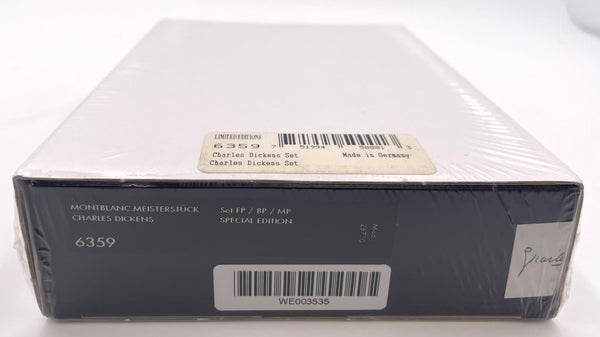 LIMITED EDITIONS
6359
Charles Dickens Set
Made in Germany
Charles Dickens Set
MONTBLANC MEISTERSTÜCK
CHARLES DICKENS
Set FP / BP / MP
SPECIAL EDITION
6359
WE003535